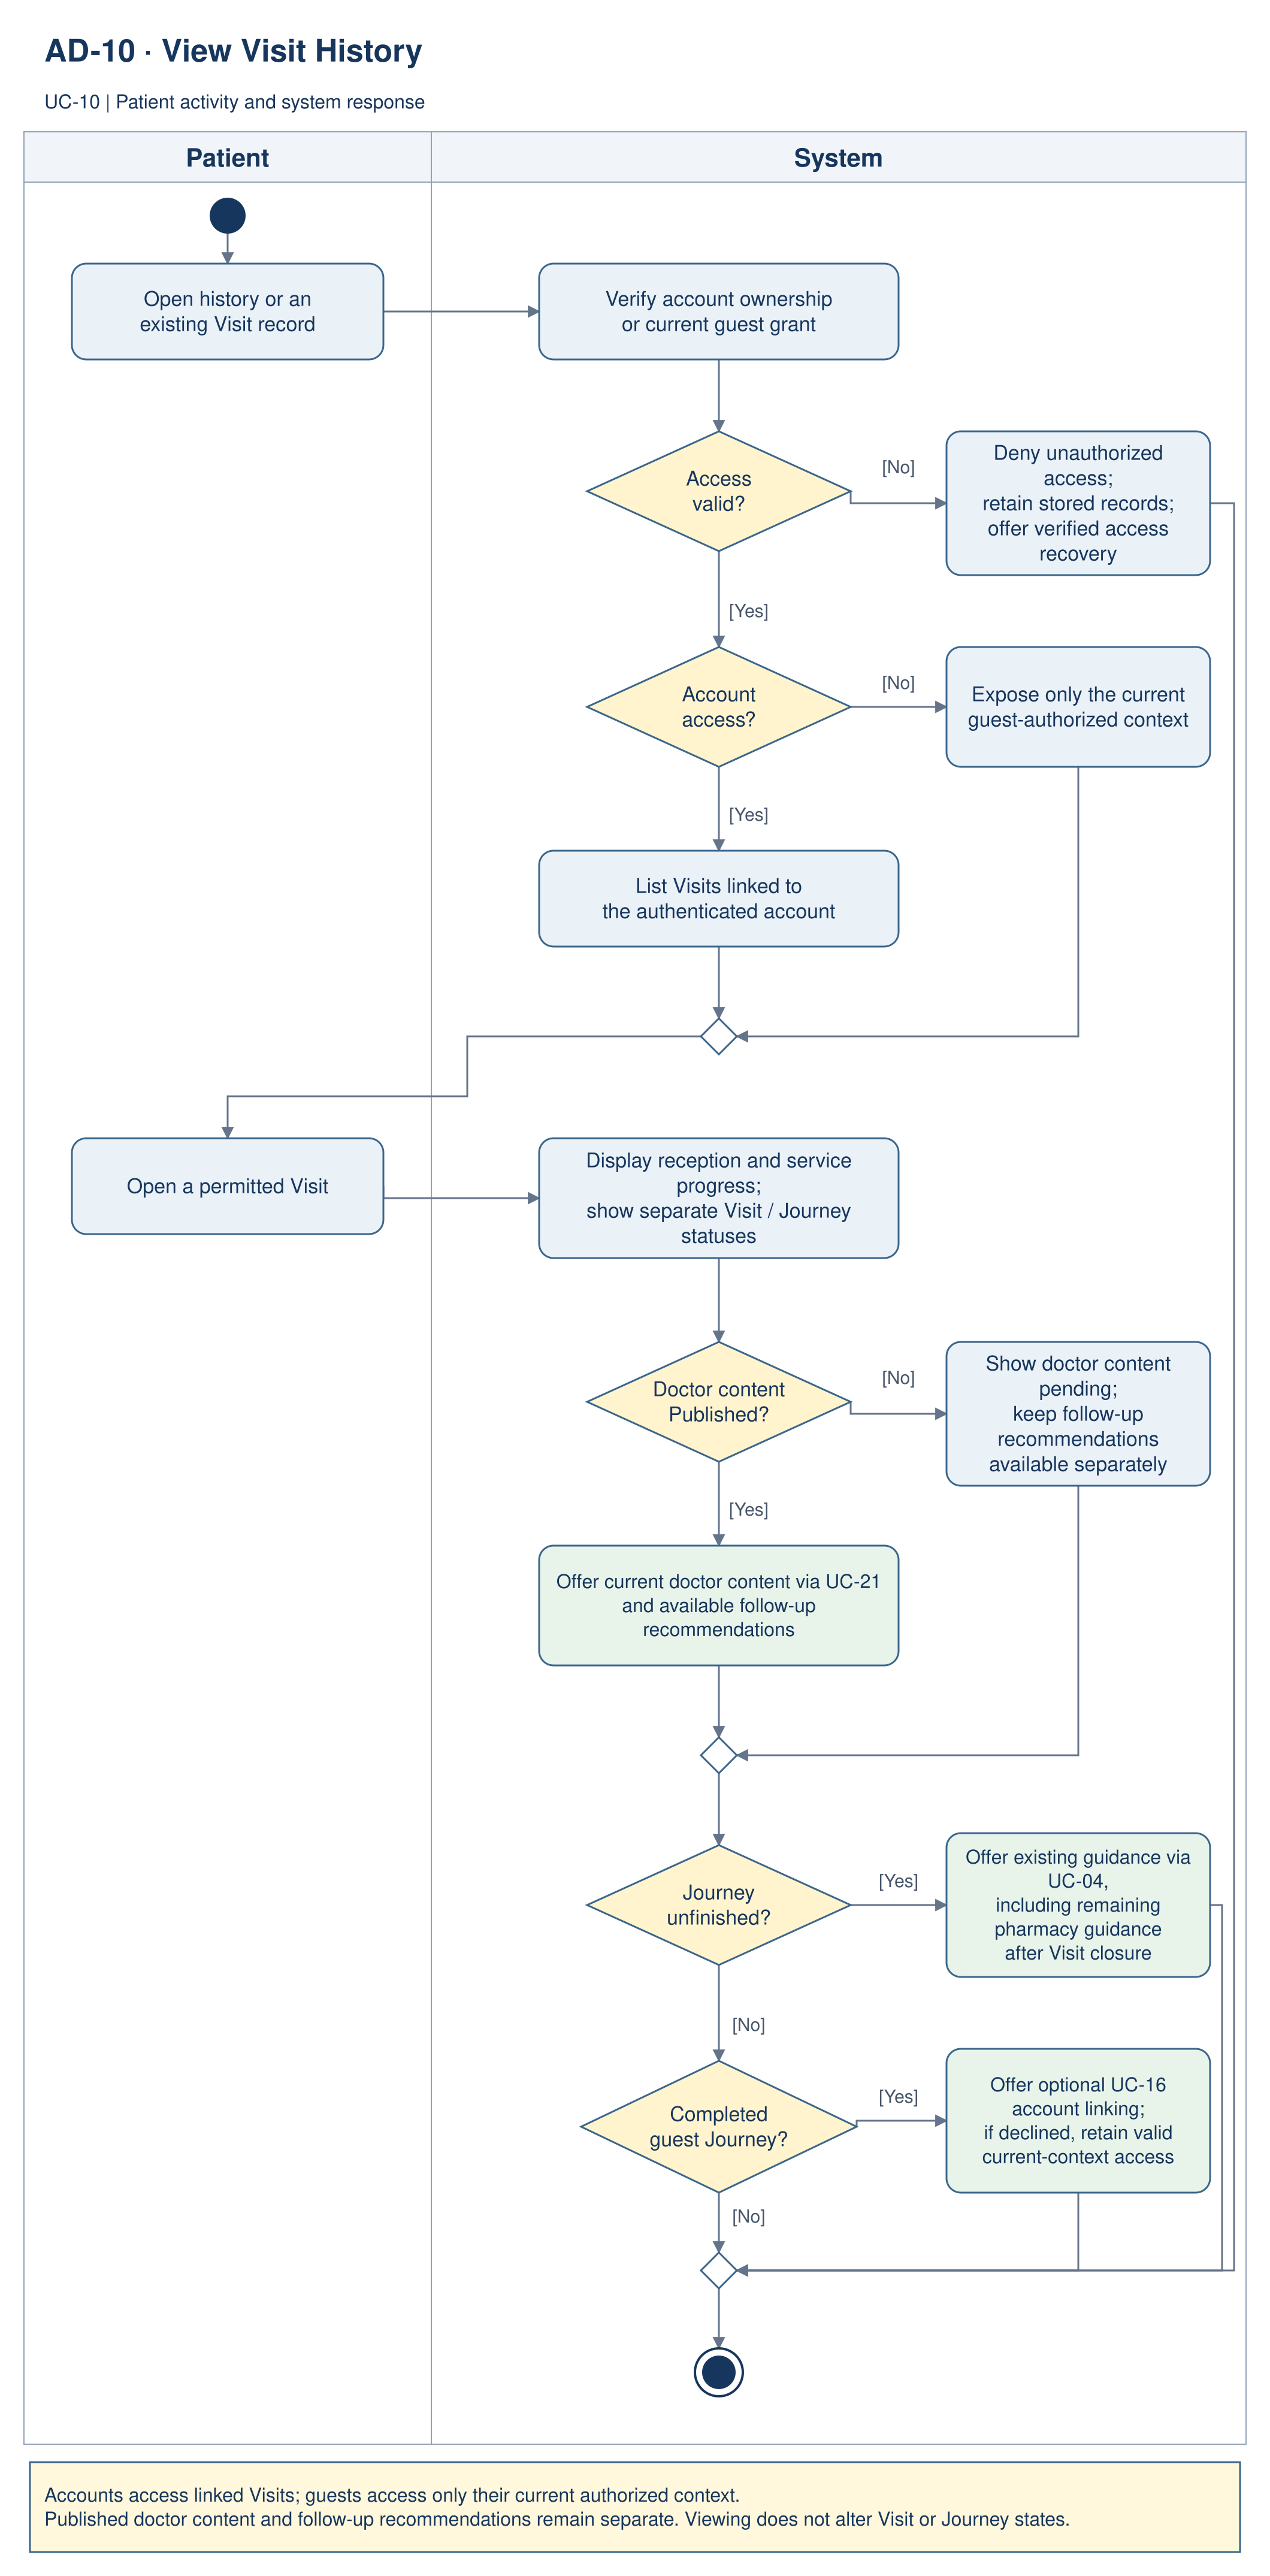 AD-10 · View Visit History
UC-10 | Patient activity and system response
Patient
System
Open history or an
existing Visit record
Verify account ownership
or current guest grant
Access
valid?
[No]
Deny unauthorized
access;
retain stored records;
offer verified access
recovery
[Yes]
Account
access?
[No]
Expose only the current
guest-authorized context
[Yes]
List Visits linked to
the authenticated account
Open a permitted Visit
Display reception and service
progress;
show separate Visit / Journey
statuses
Doctor content
Published?
[No]
Show doctor content
pending;
keep follow-up
recommendations
available separately
[Yes]
Offer current doctor content via UC-21
and available follow-up
recommendations
Journey
unfinished?
[Yes]
Offer existing guidance via
UC-04,
including remaining
pharmacy guidance
after Visit closure
[No]
Completed
guest Journey?
[Yes]
Offer optional UC-16
account linking;
if declined, retain valid
current-context access
[No]
Accounts access linked Visits; guests access only their current authorized context.
Published doctor content and follow-up recommendations remain separate. Viewing does not alter Visit or Journey states.